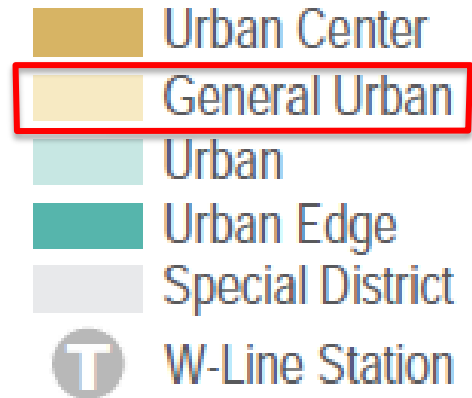 Urban Center
General Urban
Urban
Urban Edge
Special District
T W-Line Station